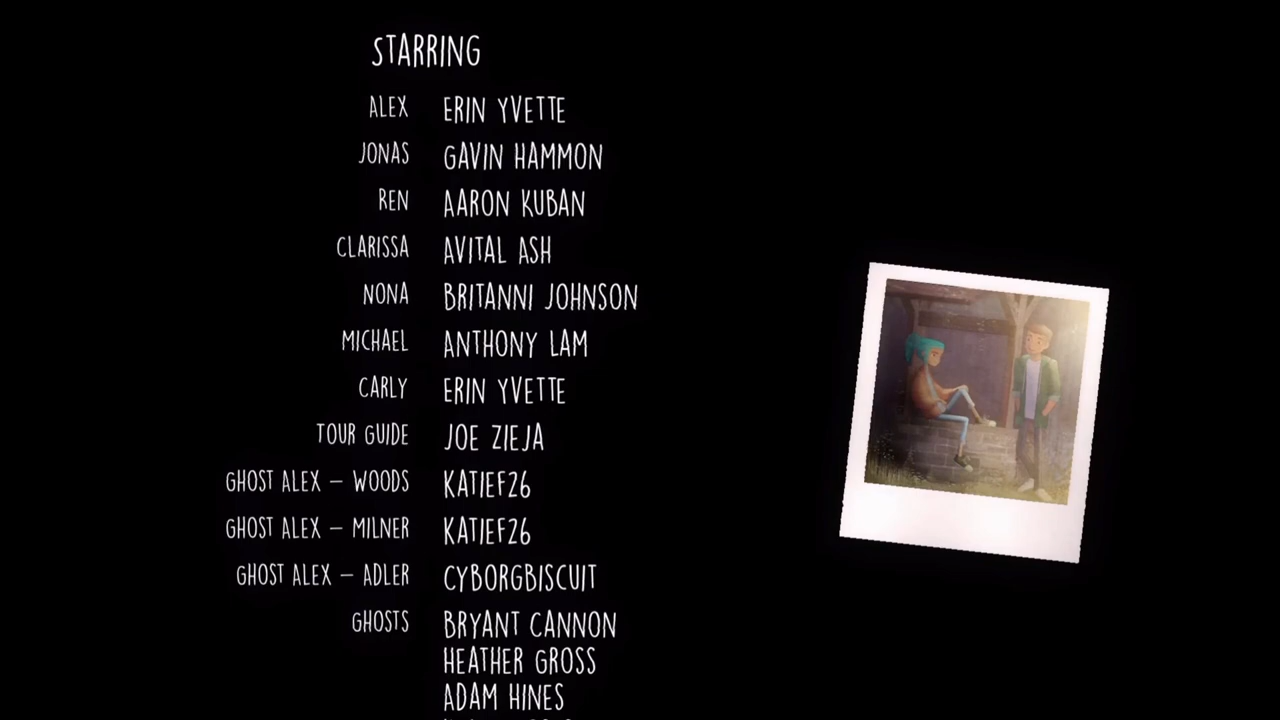 STARRING
ALEX ERIN YVETTE
JONAS GAVIN HAMMON
REN AARON KUBAN
CLARISSA AVITAL ASH
NONA BRITANNI JOHNSON
MICHAEL ANTHONY LAM
CARLY ERIN YVETTE
TOUR GUIDE JOE ZIEJA
GHOST ALEX – WOODS KATIEF26
GHOST ALEX – MILNER KATIEF26
GHOST ALEX – ADLER CYBORGBISCUIT
GHOSTS BRYANT CANNON
HEATHER GROSS
ADAM HINES